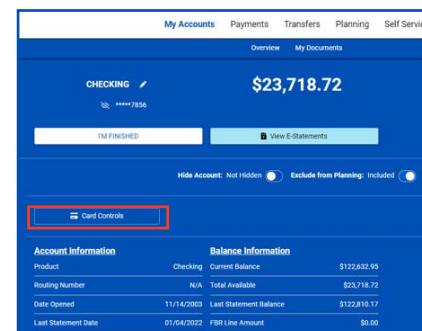 My Accounts Payments Transfers Planning Self Servic
Overview My Documents
CHECKING $23,718.72
*****7856
I'M FINISHED View E-Statements
Hide Account: Not Hidden Exclude from Planning: Included
Card Controls
Account Information Balance Information
Product Checking Current Balance $122,632.95
Routing Number N/A Total Available $23,718.72
Date Opened 11/14/2003 Last Statement Balance $122,810.17
Last Statement Date 01/04/2022 FBR Line Amount $0.00